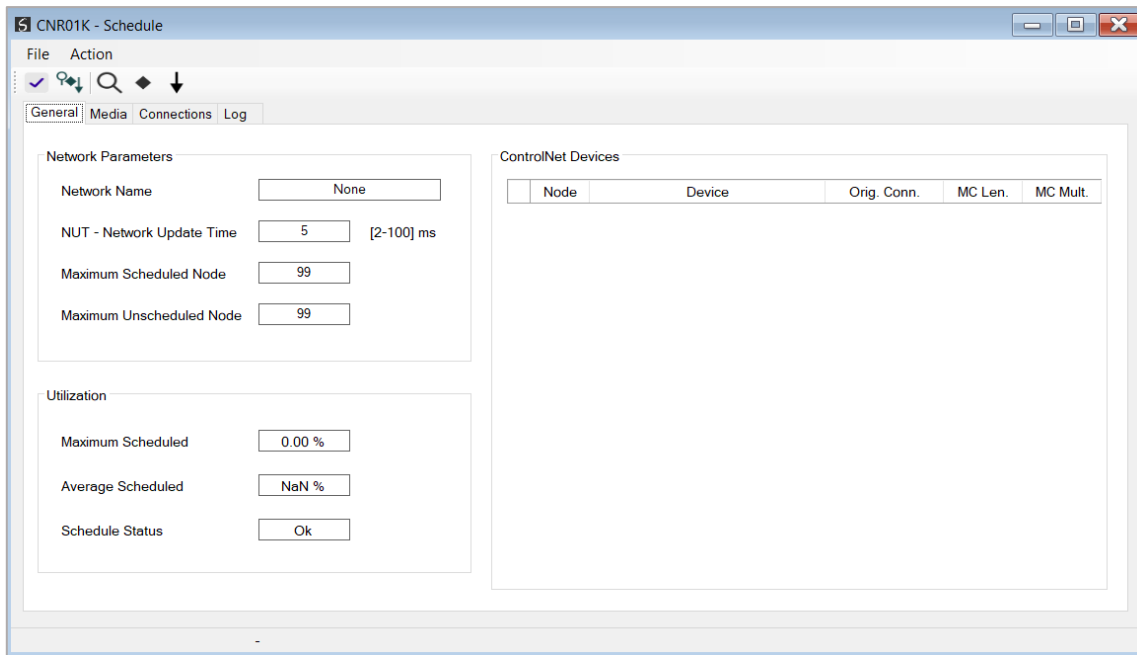 CNR01K - Schedule
File Action
General Media Connections Log
Network Parameters
Network Name None
NUT - Network Update Time 5 [2-100] ms
Maximum Scheduled Node 99
Maximum Unscheduled Node 99
Utilization
Maximum Scheduled 0.00 %
Average Scheduled NaN %
Schedule Status Ok
ControlNet Devices
Node Device Orig. Conn. MC Len. MC Mult.
-